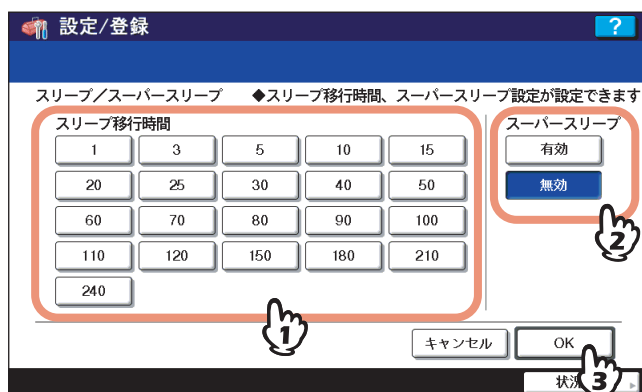 設定/登録 ?
スリープ/スーパースリープ ◆スリープ移行時間、スーパースリープ設定が設定できます
スリープ移行時間 スーパースリープ
1 3 5 10 15 有効
20 25 30 40 50 無効
60 70 80 90 100
2
110 120 150 180 210
240
1
キャンセル OK
状況
3